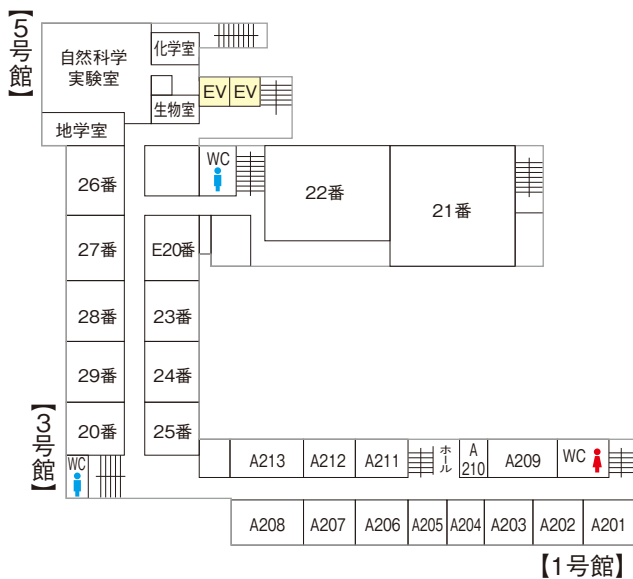 【5号館】
自然科学
実験室
化学室
EV
EV
生物室
地学室
26番
WC
22番
21番
27番
E20番
28番
23番
29番
24番
【3号館】
20番
25番
WC
A213
A212
A211
ホール
A
210
A209
WC
A208
A207
A206
A205
A204
A203
A202
A201
【1号館】